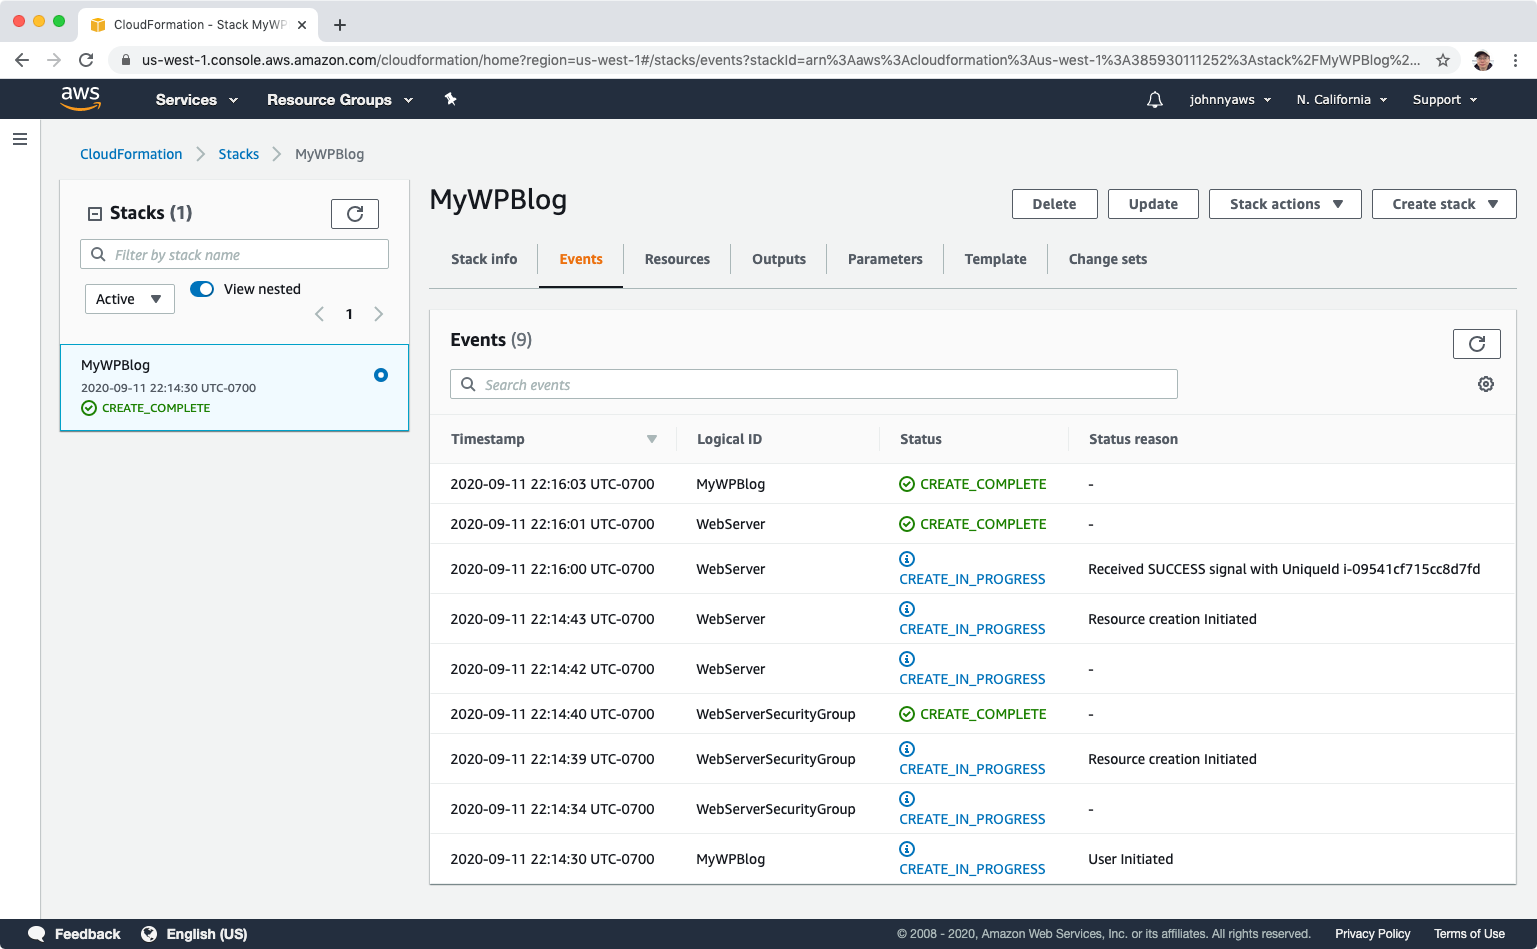 CloudFormation - Stack MyWP
us-west-1.console.aws.amazon.com/cloudformation/home?region=us-west-1#/stacks/events?stackId=arn%3Aaws%3Acloudformation%3Aus-west-1%3A385930111252%3Astack%2FMyWPBlog%2...
aws Services Resource Groups johnnyaws N. California Support
CloudFormation Stacks MyWPBlog
Stacks (1)
Filter by stack name
Active View nested
1
MyWPBlog
2020-09-11 22:14:30 UTC-0700
CREATE_COMPLETE
MyWPBlog
Delete Update Stack actions Create stack
Stack info Events Resources Outputs Parameters Template Change sets
Events (9)
Search events
Timestamp Logical ID Status Status reason
2020-09-11 22:16:03 UTC-0700 MyWPBlog CREATE_COMPLETE -
2020-09-11 22:16:01 UTC-0700 WebServer CREATE_COMPLETE -
2020-09-11 22:16:00 UTC-0700 WebServer CREATE_IN_PROGRESS Received SUCCESS signal with UniqueId i-09541cf715cc8d7fd
2020-09-11 22:14:43 UTC-0700 WebServer CREATE_IN_PROGRESS Resource creation Initiated
2020-09-11 22:14:42 UTC-0700 WebServer CREATE_IN_PROGRESS -
2020-09-11 22:14:40 UTC-0700 WebServerSecurityGroup CREATE_COMPLETE -
2020-09-11 22:14:39 UTC-0700 WebServerSecurityGroup CREATE_IN_PROGRESS Resource creation Initiated
2020-09-11 22:14:34 UTC-0700 WebServerSecurityGroup CREATE_IN_PROGRESS -
2020-09-11 22:14:30 UTC-0700 MyWPBlog CREATE_IN_PROGRESS User Initiated
Feedback English (US) © 2008 - 2020, Amazon Web Services, Inc. or its affiliates. All rights reserved. Privacy Policy Terms of Use